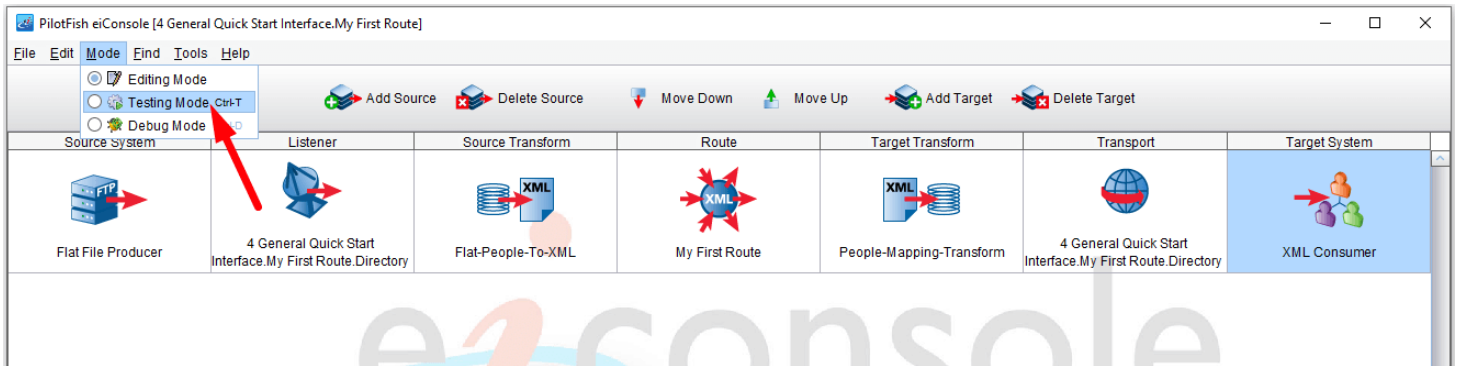 PilotFish eiConsole [4 General Quick Start Interface.My First Route]
File Edit Mode Find Tools Help
Editing Mode
Testing Mode Ctrl-T
Debug Mode
Add Source Delete Source Move Down Move Up Add Target Delete Target
Source System Listener Source Transform Route Target Transform Transport Target System
FTP XML XML XML
Flat File Producer
4 General Quick Start
Interface.My First Route.Directory
Flat-People-To-XML
My First Route
People-Mapping-Transform
4 General Quick Start
Interface.My First Route.Directory
XML Consumer
eiconsole